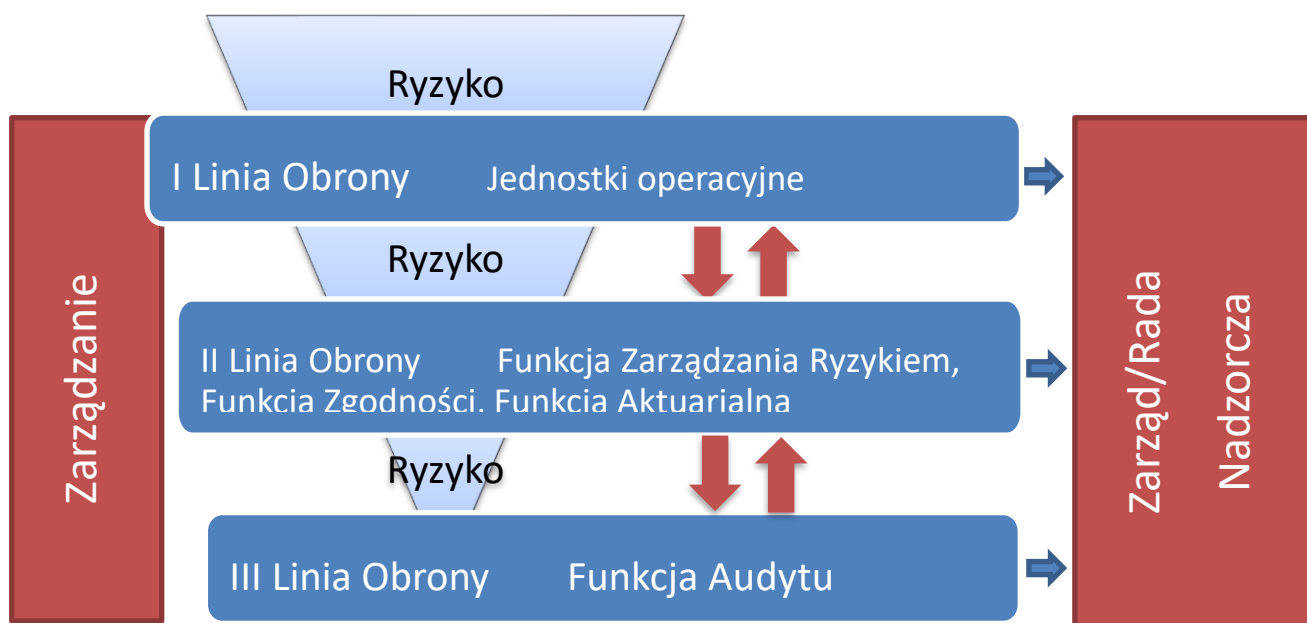 Ryzyko
I Linia Obrony Jednostki operacyjne
Ryzyko
II Linia Obrony Funkcja Zarządzania Ryzykiem,
Funkcja Zgodności, Funkcja Aktuarialna
Ryzyko
III Linia Obrony Funkcja Audytu
Zarządzanie
Zarząd/Rada
Nadzorcza